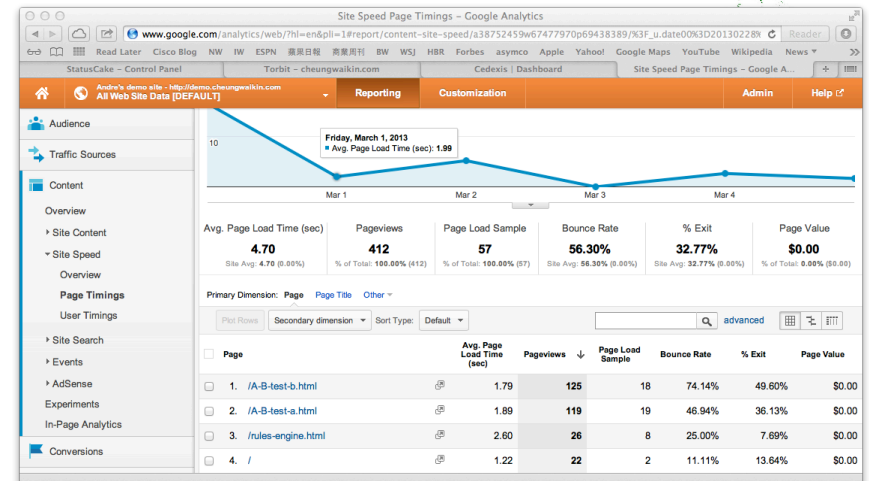 Site Speed Page Timings – Google Analytics
www.google.com/analytics/web/?hl=en&pli=1#report/content-site-speed/a38752459w67477970p69438389/%3F_u.date00%3D20130228%
Reader
Read Later Cisco Blog NW IW ESPN 蘋果日報 商業周刊 BW WSJ HBR Forbes asymco Apple Yahoo! Google Maps YouTube Wikipedia News
StatusCake – Control Panel Torbit – cheungwaikin.com Cedexis | Dashboard Site Speed Page Timings – Google A...
Andre's demo site - http://demo.cheungwaikin.com
All Web Site Data [DEFAULT]
Reporting Customization Admin Help
Audience
Traffic Sources
Content
Overview
Site Content
Site Speed
Overview
Page Timings
User Timings
Site Search
Events
AdSense
Experiments
In-Page Analytics
Conversions
10
Friday, March 1, 2013
Avg. Page Load Time (sec): 1.99
Mar 1 Mar 2 Mar 3 Mar 4
Avg. Page Load Time (sec) Pageviews Page Load Sample Bounce Rate % Exit Page Value
4.70 412 57 56.30% 32.77% $0.00
Site Avg: 4.70 (0.00%) % of Total: 100.00% (412) % of Total: 100.00% (57) Site Avg: 56.30% (0.00%) Site Avg: 32.77% (0.00%) % of Total: 0.00% ($0.00)
Primary Dimension: Page Page Title Other
Plot Rows Secondary dimension Sort Type: Default advanced
Page Avg. Page Load Time (sec) Pageviews Page Load Sample Bounce Rate % Exit Page Value
1. /A-B-test-b.html 1.79 125 18 74.14% 49.60% $0.00
2. /A-B-test-a.html 1.89 119 19 46.94% 36.13% $0.00
3. /rules-engine.html 2.60 26 8 25.00% 7.69% $0.00
4. / 1.22 22 2 11.11% 13.64% $0.00